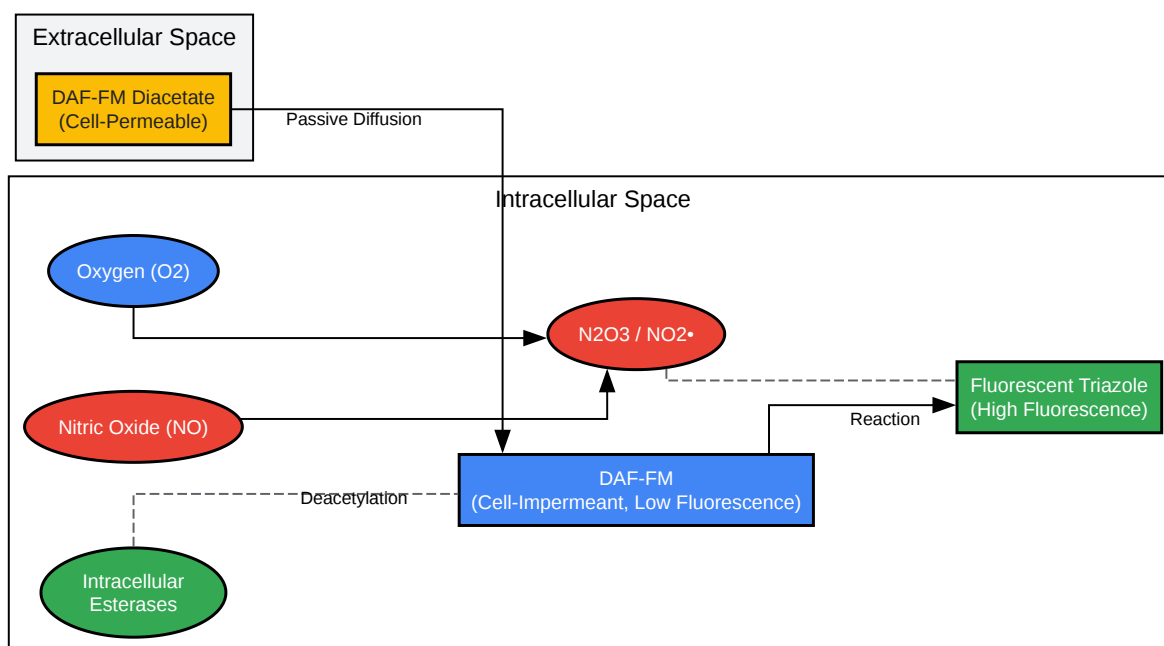 Extracellular Space
DAF-FM Diacetate
(Cell-Permeable)
Passive Diffusion
Intracellular Space
Oxygen (O2)
N2O3 / NO2•
Nitric Oxide (NO)
Fluorescent Triazole
(High Fluorescence)
Reaction
DAF-FM
(Cell-Impermeant, Low Fluorescence)
Deacetylation
Intracellular
Esterases